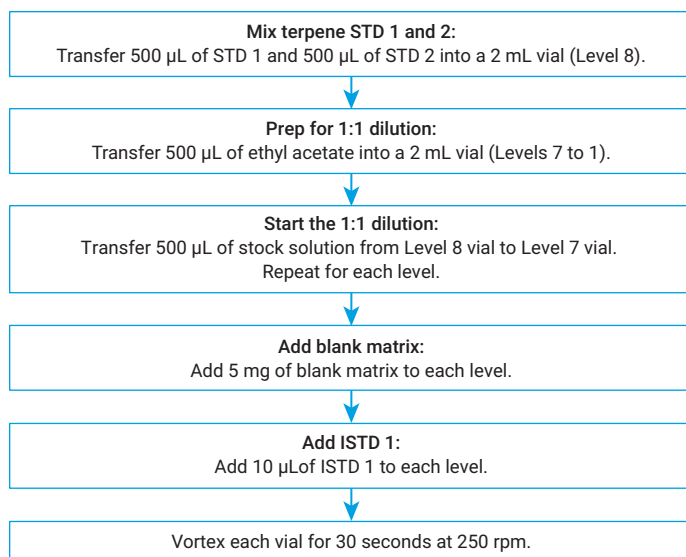 Mix terpene STD 1 and 2:
Transfer 500 µL of STD 1 and 500 µL of STD 2 into a 2 mL vial (Level 8).
Prep for 1:1 dilution:
Transfer 500 µL of ethyl acetate into a 2 mL vial (Levels 7 to 1).
Start the 1:1 dilution:
Transfer 500 µL of stock solution from Level 8 vial to Level 7 vial.
Repeat for each level.
Add blank matrix:
Add 5 mg of blank matrix to each level.
Add ISTD 1:
Add 10 µLof ISTD 1 to each level.
Vortex each vial for 30 seconds at 250 rpm.